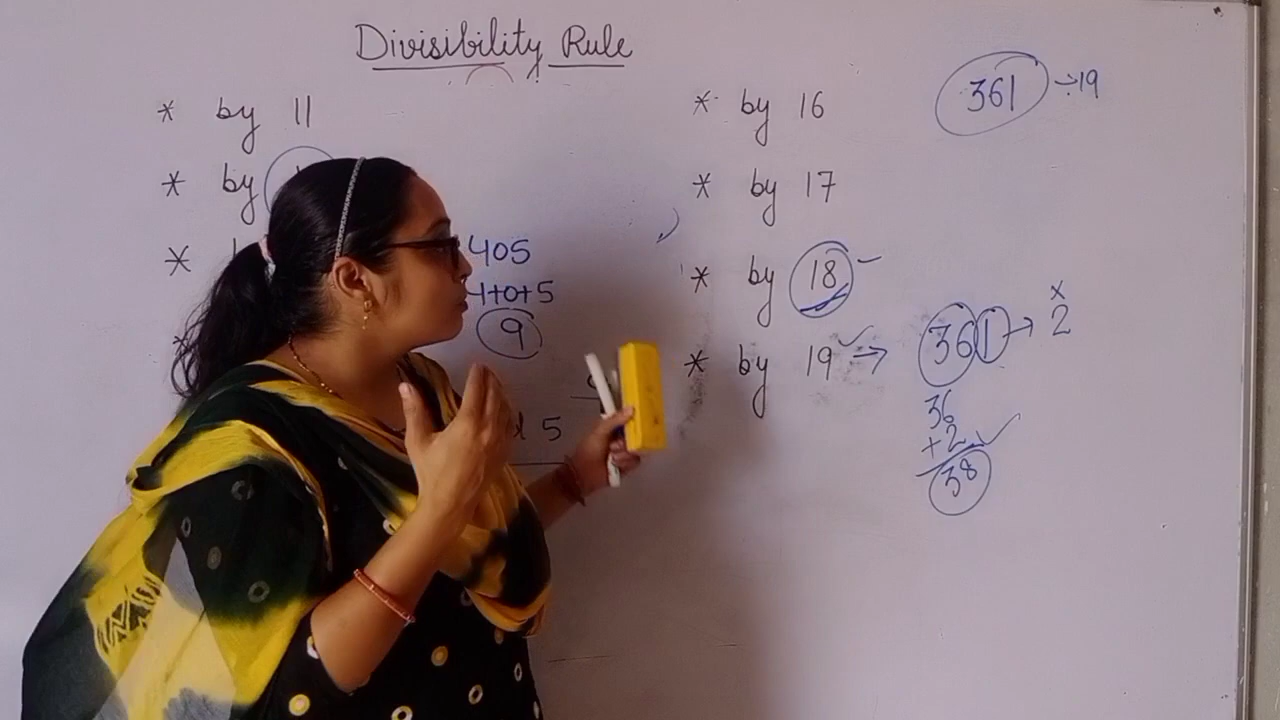 Divisibility Rule
* by 11
* by
*
405
4+0+5
9
5
* by 16
* by 17
* by 18 -
* by 19 ✓ →
361 ÷19
361 → × 2
36
+2 ✓
38